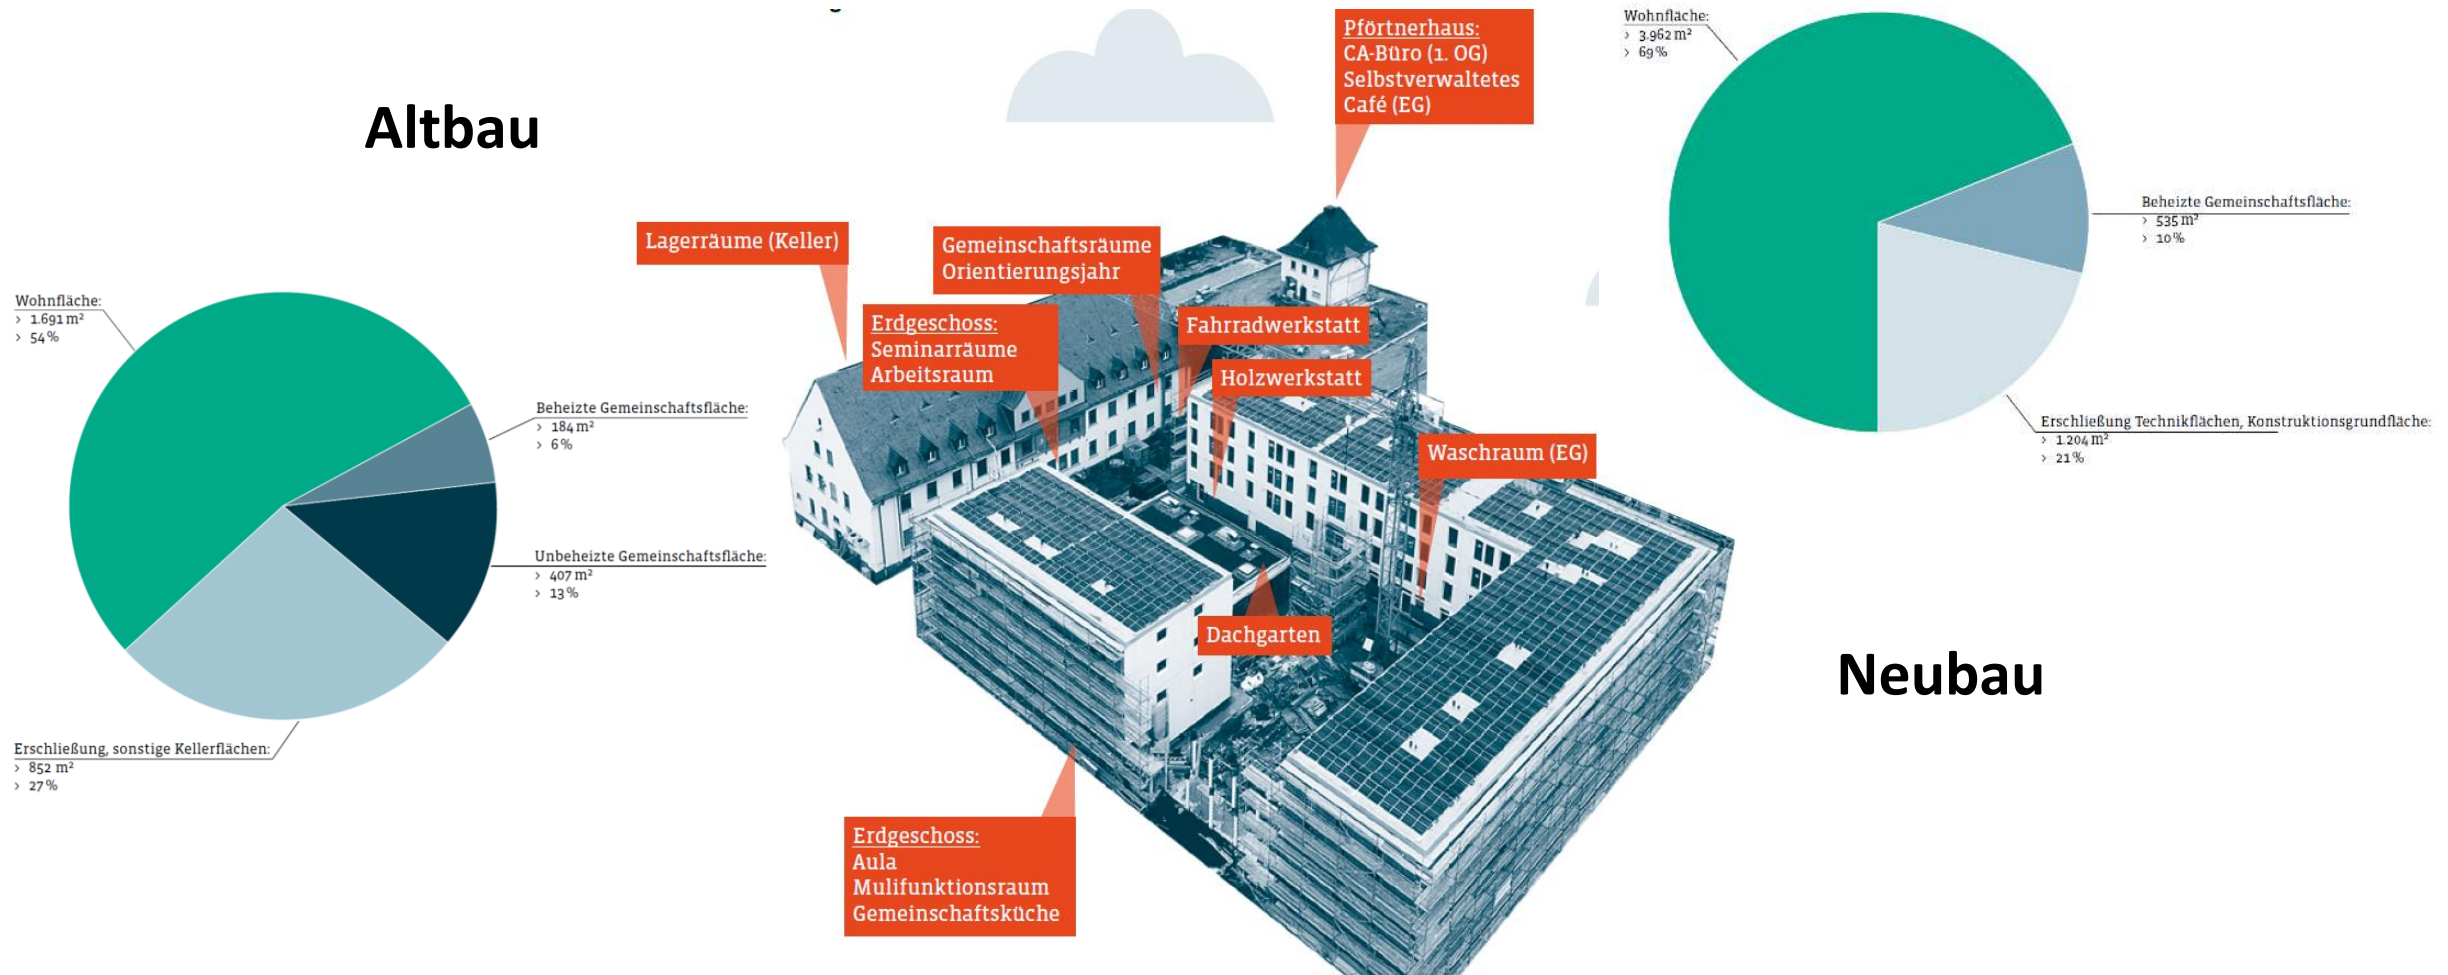 Altbau
Wohnfläche:
› 1.691 m²
› 54 %
Beheizte Gemeinschaftsfläche:
› 184 m²
› 6 %
Unbeheizte Gemeinschaftsfläche:
› 407 m²
› 13 %
Erschließung, sonstige Kellerflächen:
› 852 m²
› 27 %
Pförtnerhaus:
CA-Büro (1. OG)
Selbstverwaltetes
Café (EG)
Lagerräume (Keller)
Gemeinschaftsräume
Orientierungsjahr
Erdgeschoss:
Seminarräume
Arbeitsraum
Fahrradwerkstatt
Holzwerkstatt
Waschraum (EG)
Dachgarten
Erdgeschoss:
Aula
Mulifunktionsraum
Gemeinschaftsküche
Wohnfläche:
› 3.962 m²
› 69 %
Beheizte Gemeinschaftsfläche:
› 535 m²
› 10 %
Erschließung Technikflächen, Konstruktionsgrundfläche:
› 1.204 m²
› 21 %
Neubau